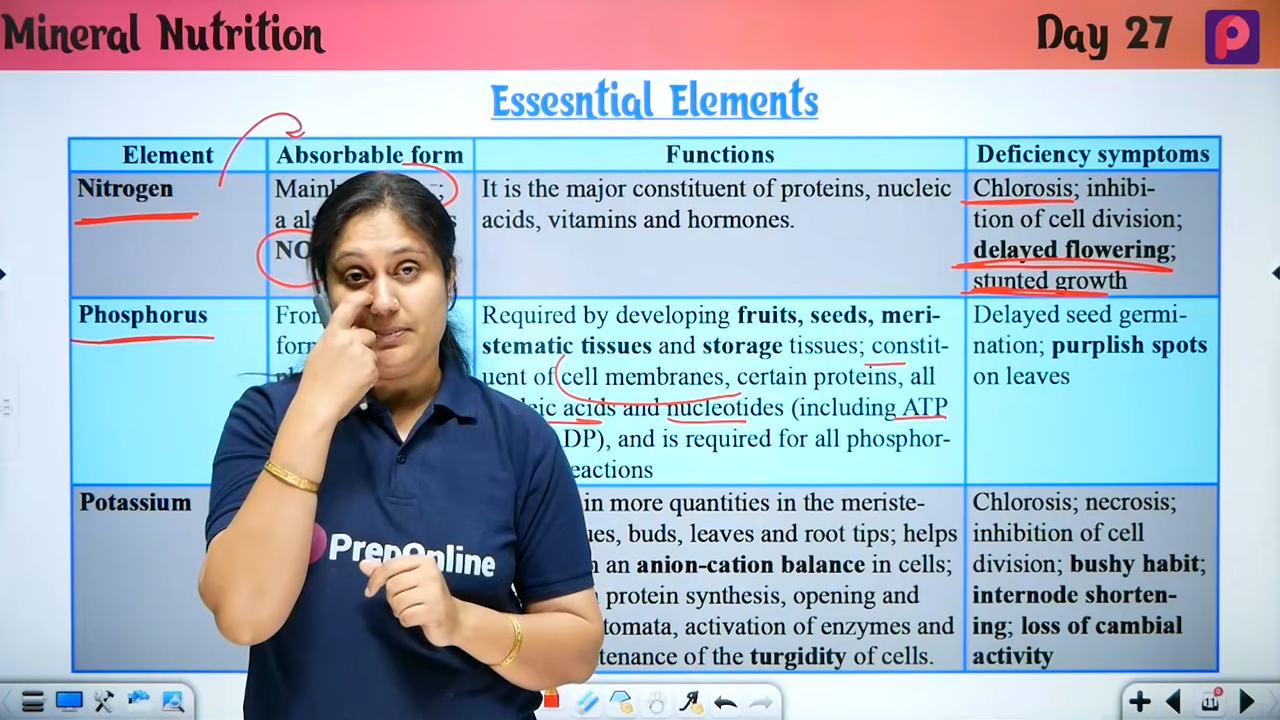 Mineral Nutrition
Day 27
Essesntial Elements
Element
Absorbable form
Functions
Deficiency symptoms
Nitrogen
NO
It is the major constituent of proteins, nucleic
acids, vitamins and hormones.
Chlorosis; inhibi-
tion of cell division;
delayed flowering;
stunted growth
Phosphorus
Required by developing fruits, seeds, meri-
stematic tissues and storage tissues; constit-
uent of cell membranes, certain proteins, all
acids and nucleotides (including ATP
DP), and is required for all phosphor-
eactions
Delayed seed germi-
nation; purplish spots
on leaves
Potassium
in more quantities in the meriste-
ues, buds, leaves and root tips; helps
an anion-cation balance in cells;
protein synthesis, opening and
tomata, activation of enzymes and
tenance of the turgidity of cells.
Chlorosis; necrosis;
inhibition of cell
division; bushy habit;
internode shorten-
ing; loss of cambial
activity
PrepOnline
11